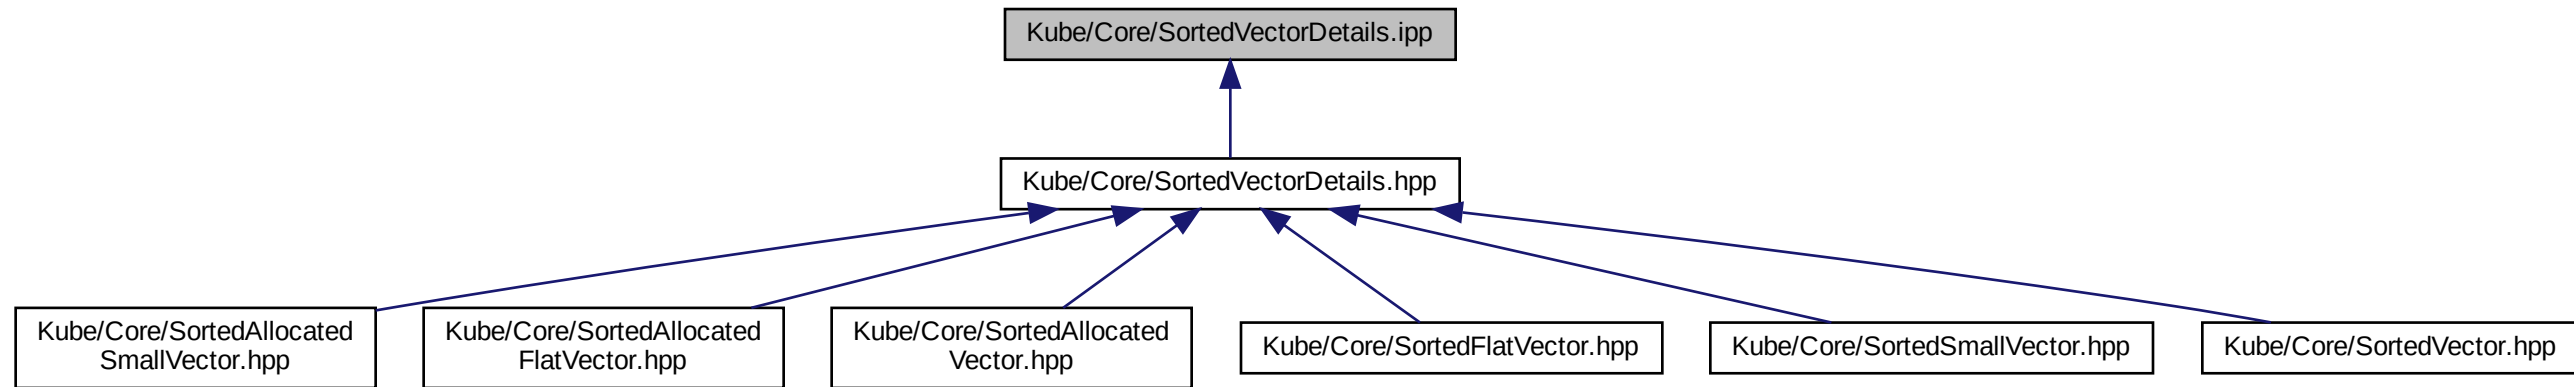 Kube/Core/SortedVectorDetails.ipp
Kube/Core/SortedVectorDetails.hpp
Kube/Core/SortedAllocated
SmallVector.hpp
Kube/Core/SortedAllocated
FlatVector.hpp
Kube/Core/SortedAllocated
Vector.hpp
Kube/Core/SortedFlatVector.hpp
Kube/Core/SortedSmallVector.hpp
Kube/Core/SortedVector.hpp